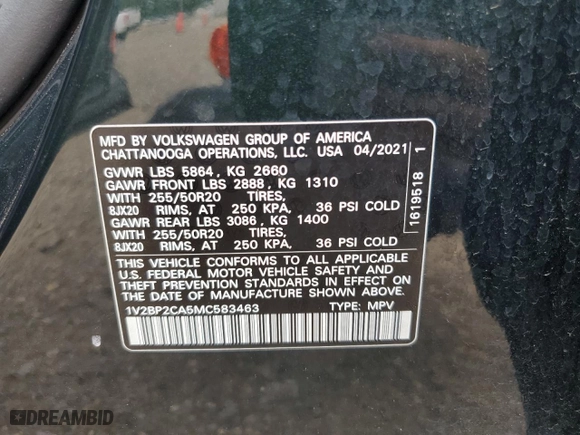 MFD BY VOLKSWAGEN GROUP OF AMERICA
CHATTANOOGA OPERATIONS, LLC. USA 04/2021
GVWR LBS 5864 , KG 2660
GAWR FRONT LBS 2888 , KG 1310
WITH 255/50R20 TIRES,
8JX20 RIMS, AT 250 KPA, 36 PSI COLD
GAWR REAR LBS 3086 , KG 1400
WITH 255/50R20 TIRES,
8JX20 RIMS, AT 250 KPA, 36 PSI COLD
THIS VEHICLE CONFORMS TO ALL APPLICABLE
U.S. FEDERAL MOTOR VEHICLE SAFETY AND
THEFT PREVENTION STANDARDS IN EFFECT ON
THE DATE OF MANUFACTURE SHOWN ABOVE.
1V2BP2CA5MC583463 TYPE: MPV
1619518 1
DREAMBID